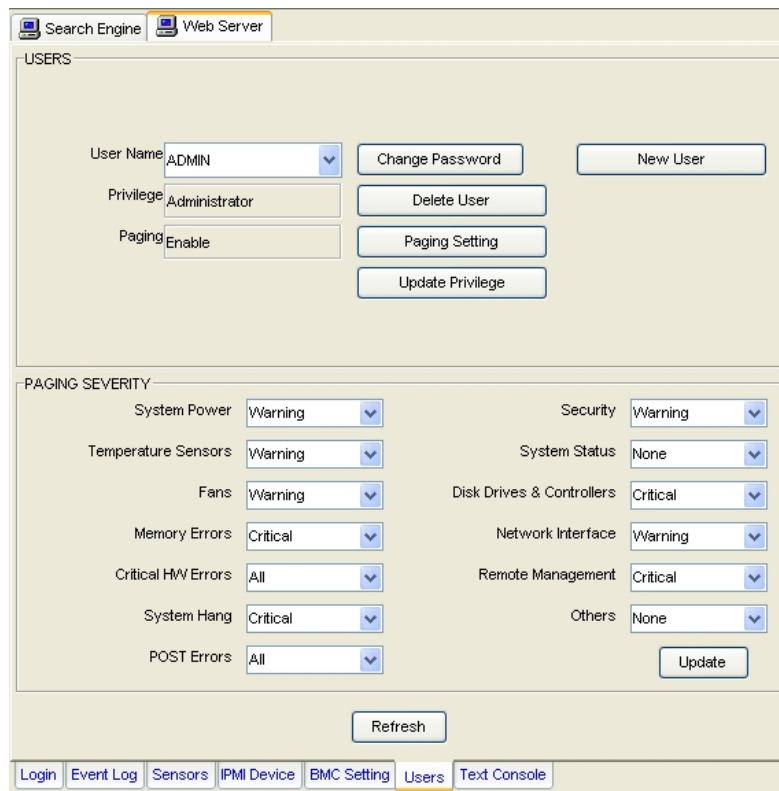 Search Engine Web Server
USERS
User Name ADMIN Change Password New User
Privilege Administrator Delete User
Paging Enable Paging Setting
Update Privilege
PAGING SEVERITY
System Power Warning Security Warning
Temperature Sensors Warning System Status None
Fans Warning Disk Drives & Controllers Critical
Memory Errors Critical Network Interface Warning
Critical HW Errors All Remote Management Critical
System Hang Critical Others None
POST Errors All Update
Refresh
Login Event Log Sensors IPMI Device BMC Setting Users Text Console